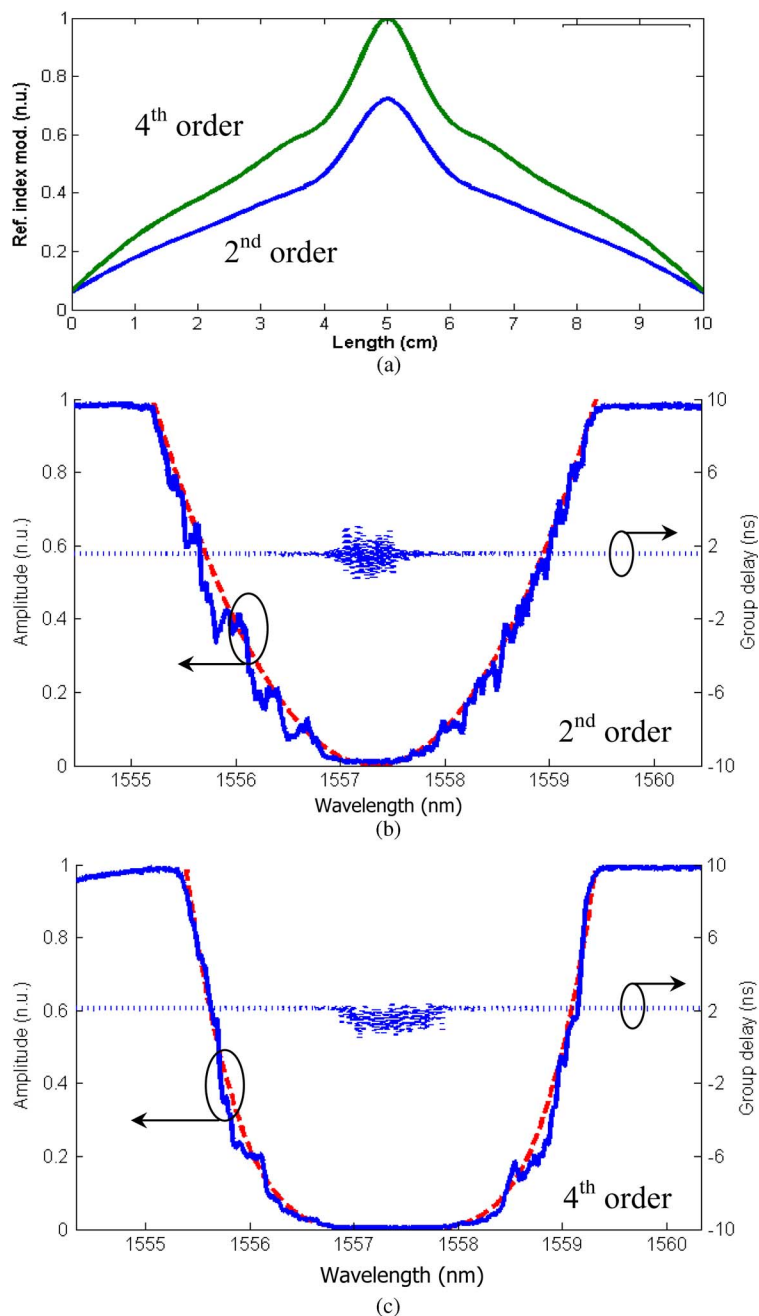 1
0.8
0.6
0.4
0.2
0
Ref. index mod. (n.u.)
4th order
2nd order
0 1 2 3 4 5 6 7 8 9 10
Length (cm)
(a)
1 10
0.8 6
0.6 2
0.4 -2
0.2 -6
0 -10
Amplitude (n.u.)
Group delay (ns)
2nd order
1555 1556 1557 1558 1559 1560
Wavelength (nm)
(b)
1 10
0.8 6
0.6 2
0.4 -2
0.2 -6
0 -10
Amplitude (n.u.)
Group delay (ns)
4th order
1555 1556 1557 1558 1559 1560
Wavelength (nm)
(c)